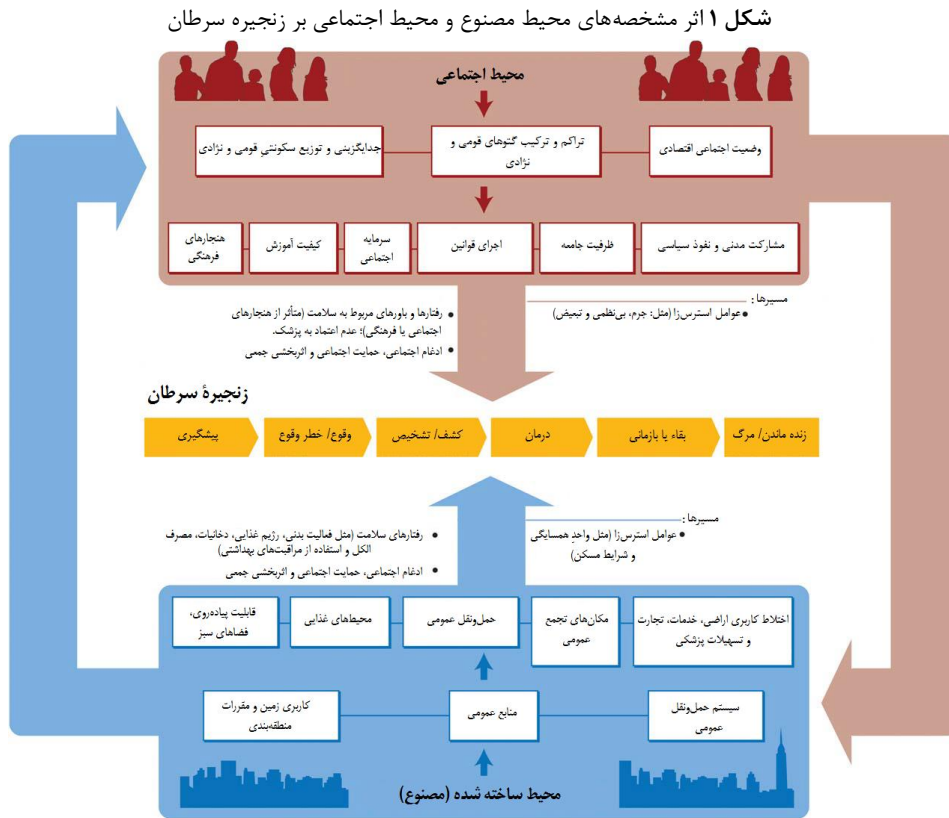 شکل ۱ اثر مشخصه‌های محیط مصنوع و محیط اجتماعی بر زنجیره سرطان
محیط اجتماعی
وضعیت اجتماعی اقتصادی
تراکم و ترکیب گتوهای قومی و
نژادی
جدایگزینی و توزیع سکونتیِ قومی و نژادی
مشارکت مدنی و نفوذ سیاسی
ظرفیت جامعه
اجرای قوانین
سرمایه
اجتماعی
کیفیت آموزش
هنجارهای
فرهنگی
مسیرها:
• عوامل استرس‌زا (مثل: جرم، بی‌نظمی و تبعیض)
• رفتارها و باورهای مربوط به سلامت (متأثر از هنجارهای
اجتماعی یا فرهنگی)؛ عدم اعتماد به پزشک.
• ادغام اجتماعی، حمایت اجتماعی و اثربخشی جمعی
زنجیرهٔ سرطان
پیشگیری
وقوع/ خطر وقوع
کشف/ تشخیص
درمان
بقاء یا بازمانی
زنده ماندن/ مرگ
مسیرها:
• عوامل استرس‌زا (مثل واحدِ همسایگی
و شرایط مسکن)
• رفتارهای سلامت (مثل فعالیت بدنی، رژیم غذایی، دخانیات، مصرف
الکل و استفاده از مراقبت‌های بهداشتی)
• ادغام اجتماعی، حمایت اجتماعی و اثربخشی جمعی
اختلاط کاربری اراضی، خدمات، تجارت
و تسهیلات پزشکی
مکان‌های تجمع
عمومی
حمل‌ونقل عمومی
محیط‌های غذایی
قابلیت پیاده‌روی،
فضاهای سبز
سیستم حمل‌ونقل
عمومی
منابع عمومی
کاربری زمین و مقررات
منطقه‌بندی
محیط ساخته شده (مصنوع)